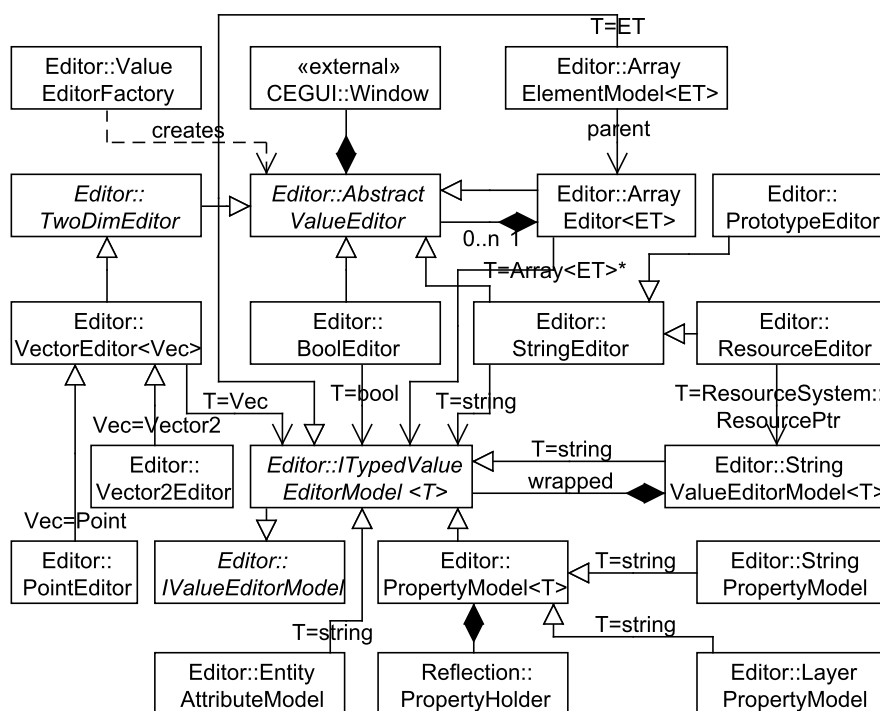 T=ET
Editor::Value
EditorFactory
«external»
CEGUI::Window
Editor::Array
ElementModel<ET>
creates
parent
Editor::
TwoDimEditor
Editor::Abstract
ValueEditor
Editor::Array
Editor<ET>
Editor::
PrototypeEditor
0..n
1
T=Array<ET>*
Editor::
VectorEditor<Vec>
Editor::
BoolEditor
Editor::
StringEditor
Editor::
ResourceEditor
T=Vec
T=bool
T=string
T=ResourceSystem::
ResourcePtr
Vec=Vector2
Editor::
Vector2Editor
Editor::ITypedValue
EditorModel <T>
T=string
wrapped
Editor::String
ValueEditorModel<T>
Vec=Point
Editor::
PointEditor
Editor::
IValueEditorModel
Editor::
PropertyModel<T>
T=string
Editor::String
PropertyModel
T=string
T=string
Editor::Entity
AttributeModel
Reflection::
PropertyHolder
Editor::Layer
PropertyModel